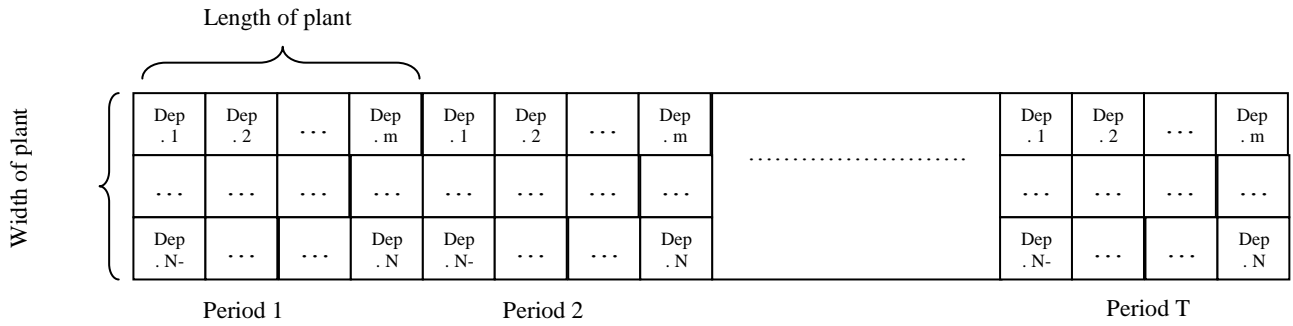 Length of plant
Width of plant
Dep . 1 Dep . 2 ... Dep . m Dep . 1 Dep . 2 ... Dep . m ........................ Dep . 1 Dep . 2 ... Dep . m
... ... ... ... ... ... ... ... ... ... ... ...
Dep . N- ... ... Dep . N Dep . N- ... ... Dep . N Dep . N- ... ... Dep . N
Period 1 Period 2 Period T